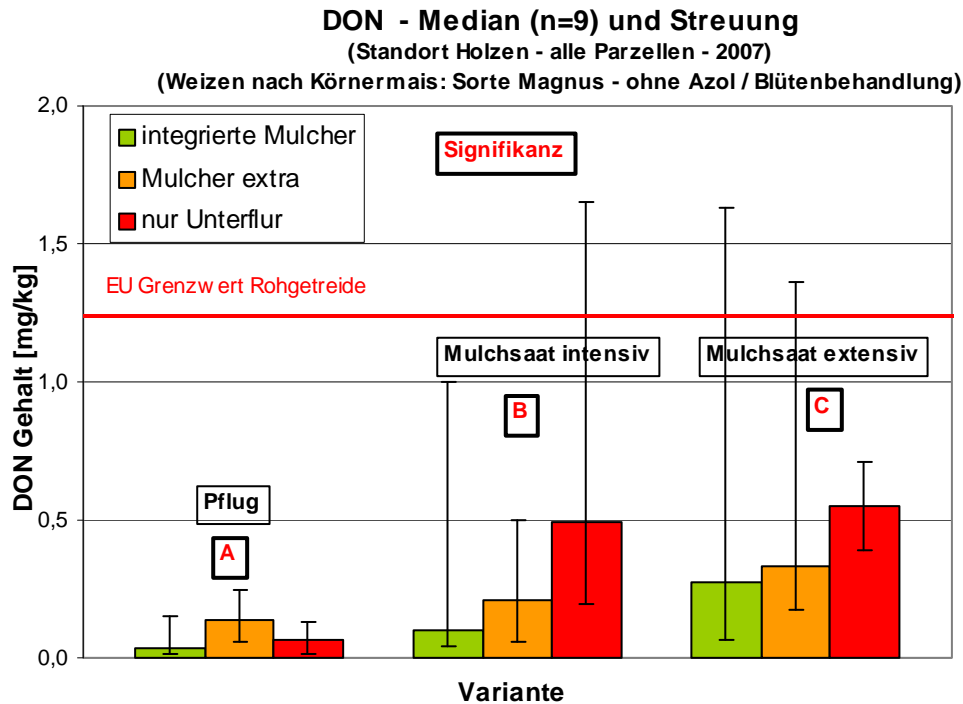 DON - Median (n=9) und Streuung
(Standort Holzen - alle Parzellen - 2007)
(Weizen nach Körnermais: Sorte Magnus - ohne Azol / Blütenbehandlung)
DON Gehalt [mg/kg]
2,0
1,5
1,0
0,5
0,0
integrierte Mulcher
Mulcher extra
nur Unterflur
Signifikanz
EU Grenzwert Rohgetreide
Mulchsaat intensiv
Mulchsaat extensiv
B
C
Pflug
A
Variante